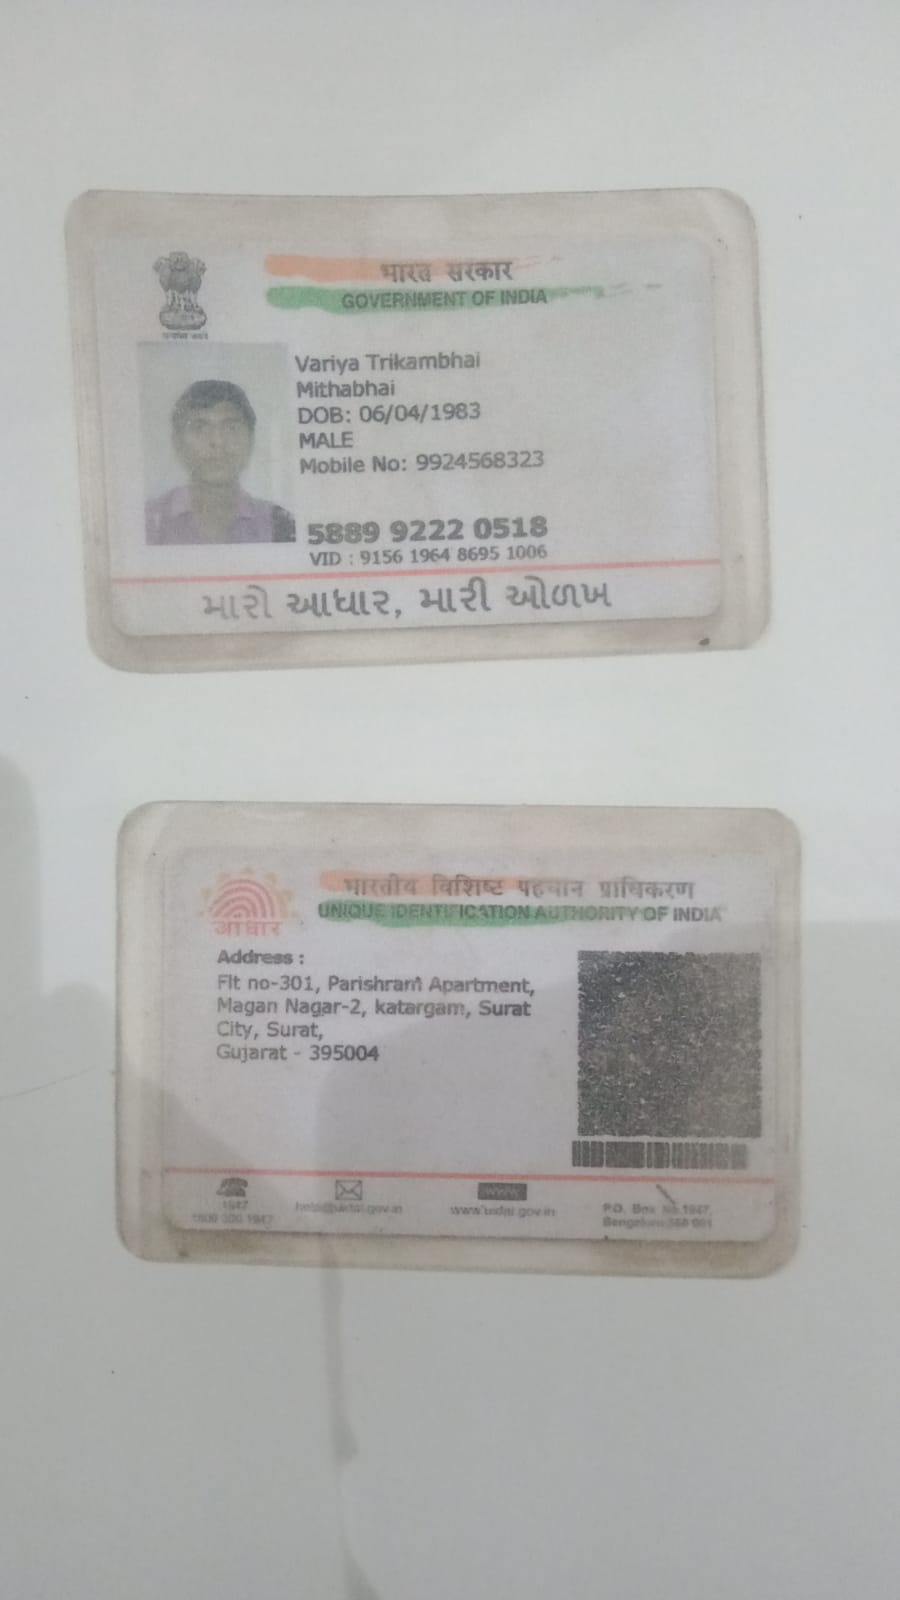 भारत सरकार
GOVERNMENT OF INDIA
Variya Trikambhai
Mithabhai
DOB: 06/04/1983
MALE
Mobile No: 9924568323
5889 9222 0518
VID : 9156 1964 8695 1006
મારો આધાર, મારી ઓળખ
भारतीय विशिष्ट पहचान प्राधिकरण
UNIQUE IDENTIFICATION AUTHORITY OF INDIA
आधार
Address :
Flt no-301, Parishram Apartment,
Magan Nagar-2, katargam, Surat
City, Surat,
Gujarat - 395004
1947
1800 300 1947
help@uidai.gov.in
www
www.uidai.gov.in
P.O. Box No.1947,
Bengaluru-560 001